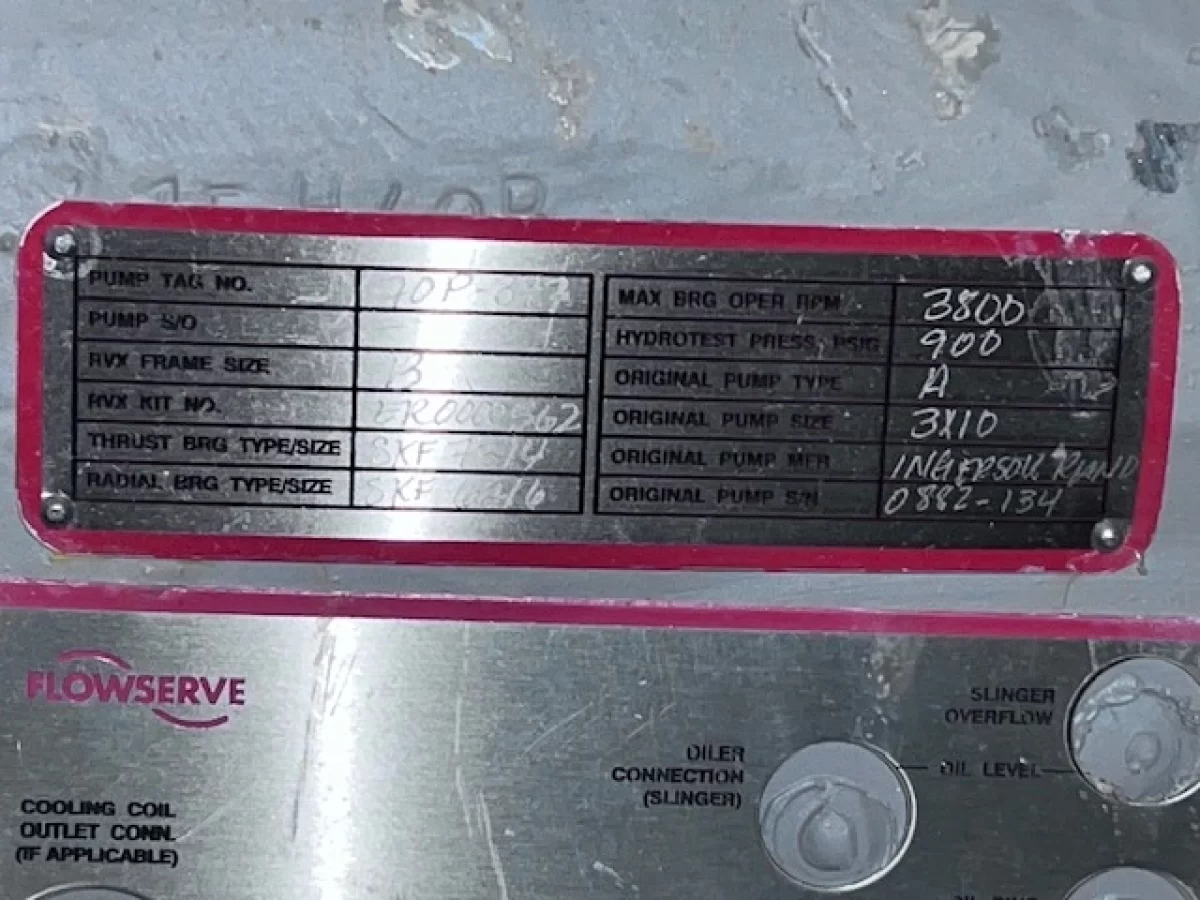 PUMP TAG NO.
PUMP S/O
RVX FRAME SIZE
RVX KIT NO.
THRUST BRG TYPE/SIZE SKF
RADIAL BRG TYPE/SIZE SKF
MAX BRG OPER RPM 3800
HYDROTEST PRESS, PSIG 900
ORIGINAL PUMP TYPE A
ORIGINAL PUMP SIZE 3X10
ORIGINAL PUMP MFR INGERSOLL RAND
ORIGINAL PUMP S/N 0882-134
FLOWSERVE
SLINGER
OVERFLOW
OILER
CONNECTION
(SLINGER)
OIL LEVEL
COOLING COIL
OUTLET CONN.
(IF APPLICABLE)